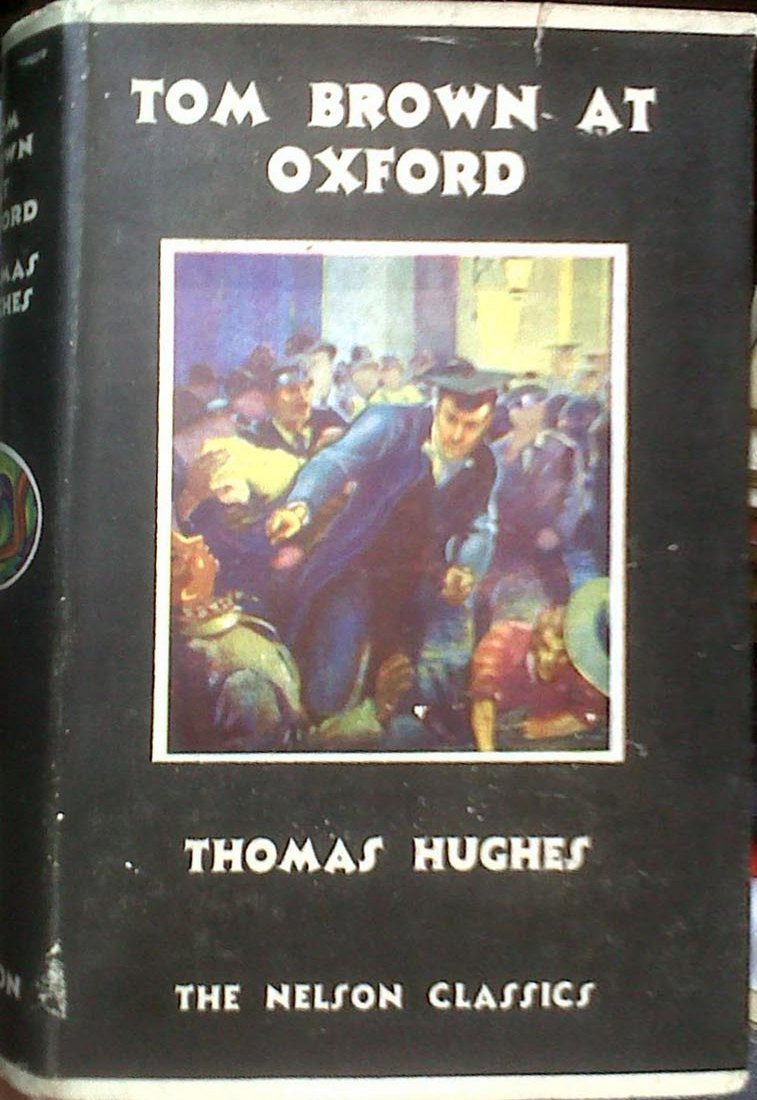 TOM BROWN AT
OXFORD
THOMAS HUGHES
THE NELSON CLASSICS